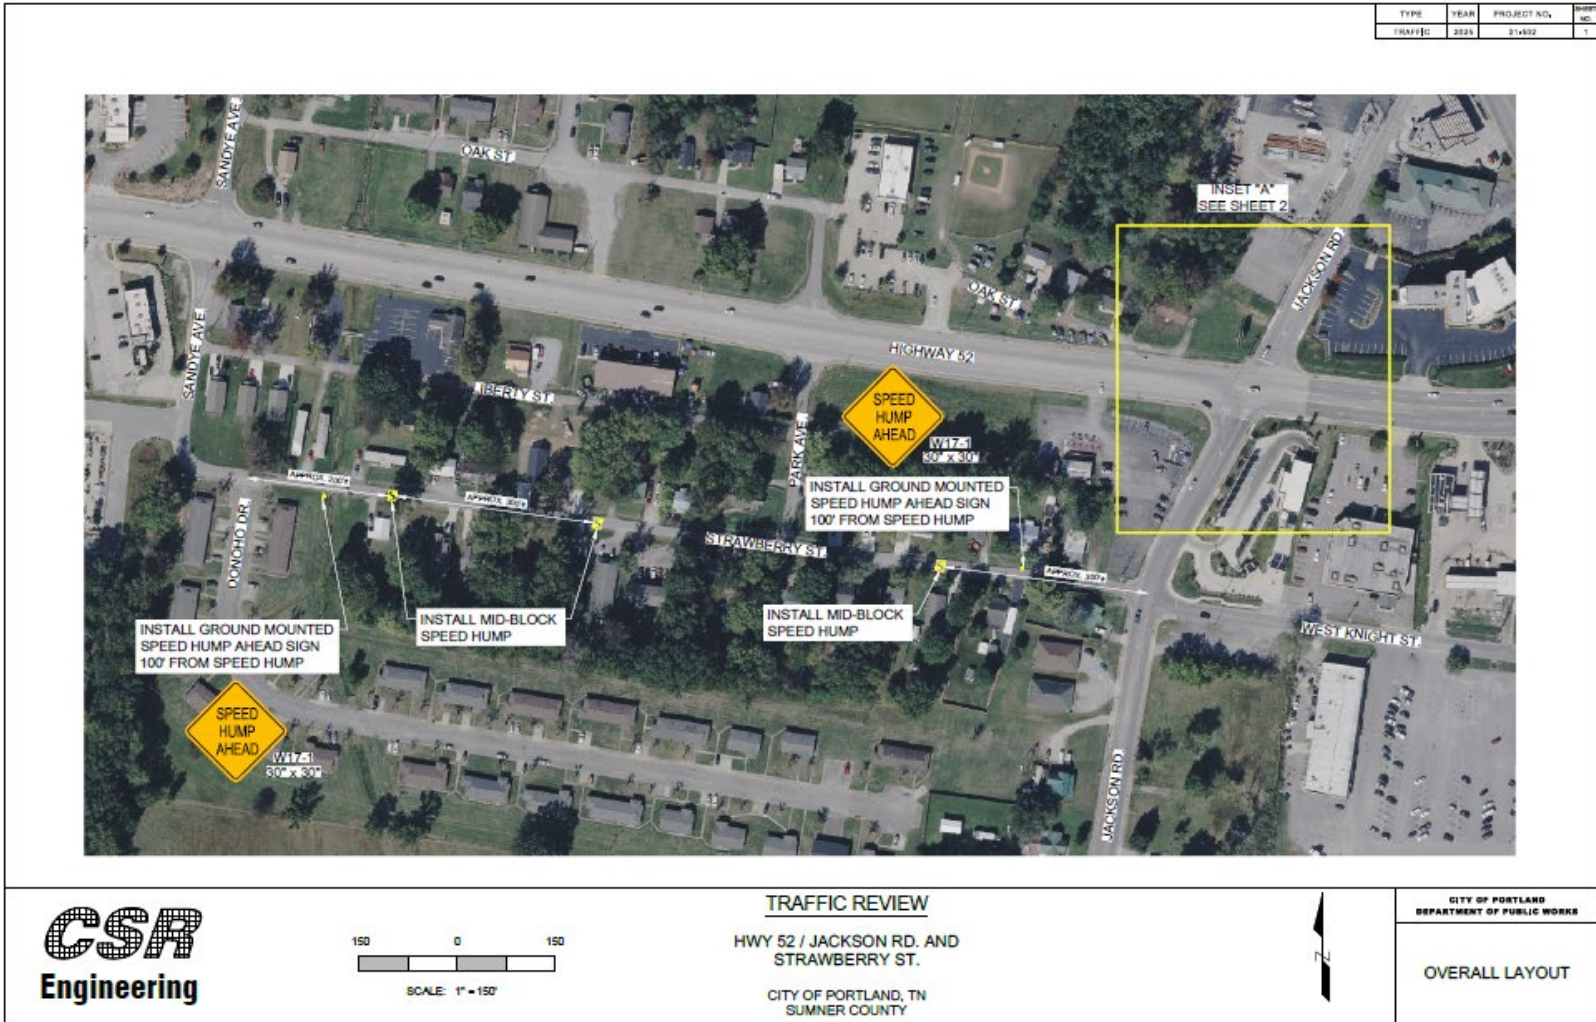 TYPE YEAR PROJECT NO. SHEET NO.
TRAFFIC 2025 1
SANDYE AVE.
OAK ST.
INSET "A"
SEE SHEET 2
JACKSON RD.
OAK ST.
HIGHWAY 52
SANDYE AVE.
LIBERTY ST.
PARK AVE.
SPEED
HUMP
AHEAD
W17-1
30" x 30"
INSTALL GROUND MOUNTED
SPEED HUMP AHEAD SIGN
100' FROM SPEED HUMP
APPROX. 200'±
APPROX. 300'±
DONOHO DR.
STRAWBERRY ST.
APPROX. 300'±
INSTALL MID-BLOCK
SPEED HUMP
INSTALL MID-BLOCK
SPEED HUMP
INSTALL GROUND MOUNTED
SPEED HUMP AHEAD SIGN
100' FROM SPEED HUMP
WEST KNIGHT ST.
SPEED
HUMP
AHEAD
W17-1
30" x 30"
JACKSON RD.
CSR
Engineering
150 0 150
SCALE: 1" = 150'
TRAFFIC REVIEW
HWY 52 / JACKSON RD. AND
STRAWBERRY ST.
CITY OF PORTLAND, TN
SUMNER COUNTY
N
CITY OF PORTLAND
DEPARTMENT OF PUBLIC WORKS
OVERALL LAYOUT